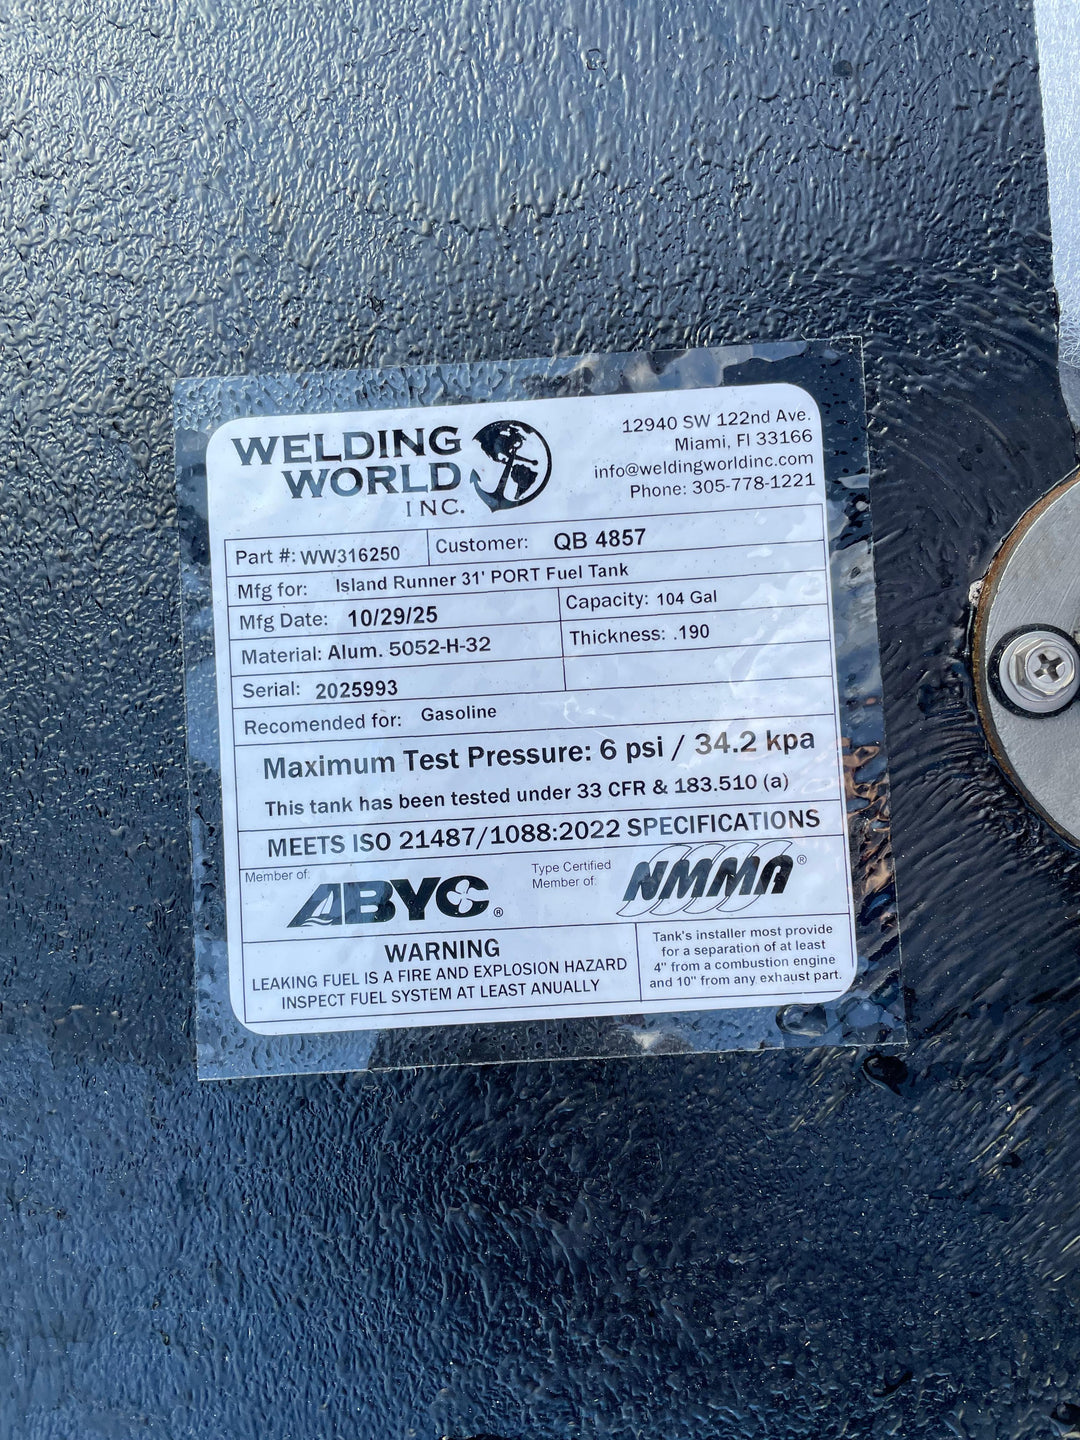 WELDING
WORLD
INC.
12940 SW 122nd Ave.
Miami, Fl 33166
info@weldingworldinc.com
Phone: 305-778-1221
Part #: WW316250 Customer: QB 4857
Mfg for: Island Runner 31' PORT Fuel Tank
Mfg Date: 10/29/25 Capacity: 104 Gal
Material: Alum. 5052-H-32 Thickness: .190
Serial: 2025993
Recomended for: Gasoline
Maximum Test Pressure: 6 psi / 34.2 kpa
This tank has been tested under 33 CFR & 183.510 (a)
MEETS ISO 21487/1088:2022 SPECIFICATIONS
Member of:
ABYC®
Type Certified
Member of:
NMMA®
WARNING
LEAKING FUEL IS A FIRE AND EXPLOSION HAZARD
INSPECT FUEL SYSTEM AT LEAST ANUALLY
Tank's installer most provide
for a separation of at least
4" from a combustion engine
and 10" from any exhaust part.